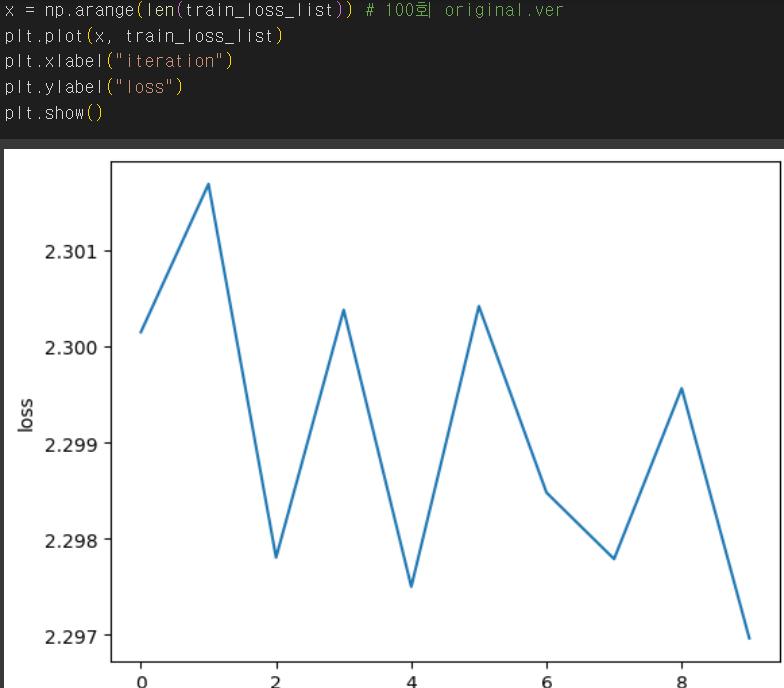 x = np.arange(len(train_loss_list)) # 100회 original.ver
plt.plot(x, train_loss_list)
plt.xlabel("iteration")
plt.ylabel("loss")
plt.show()
2.301
2.300
2.299
2.298
2.297
loss
0 2 4 6 8